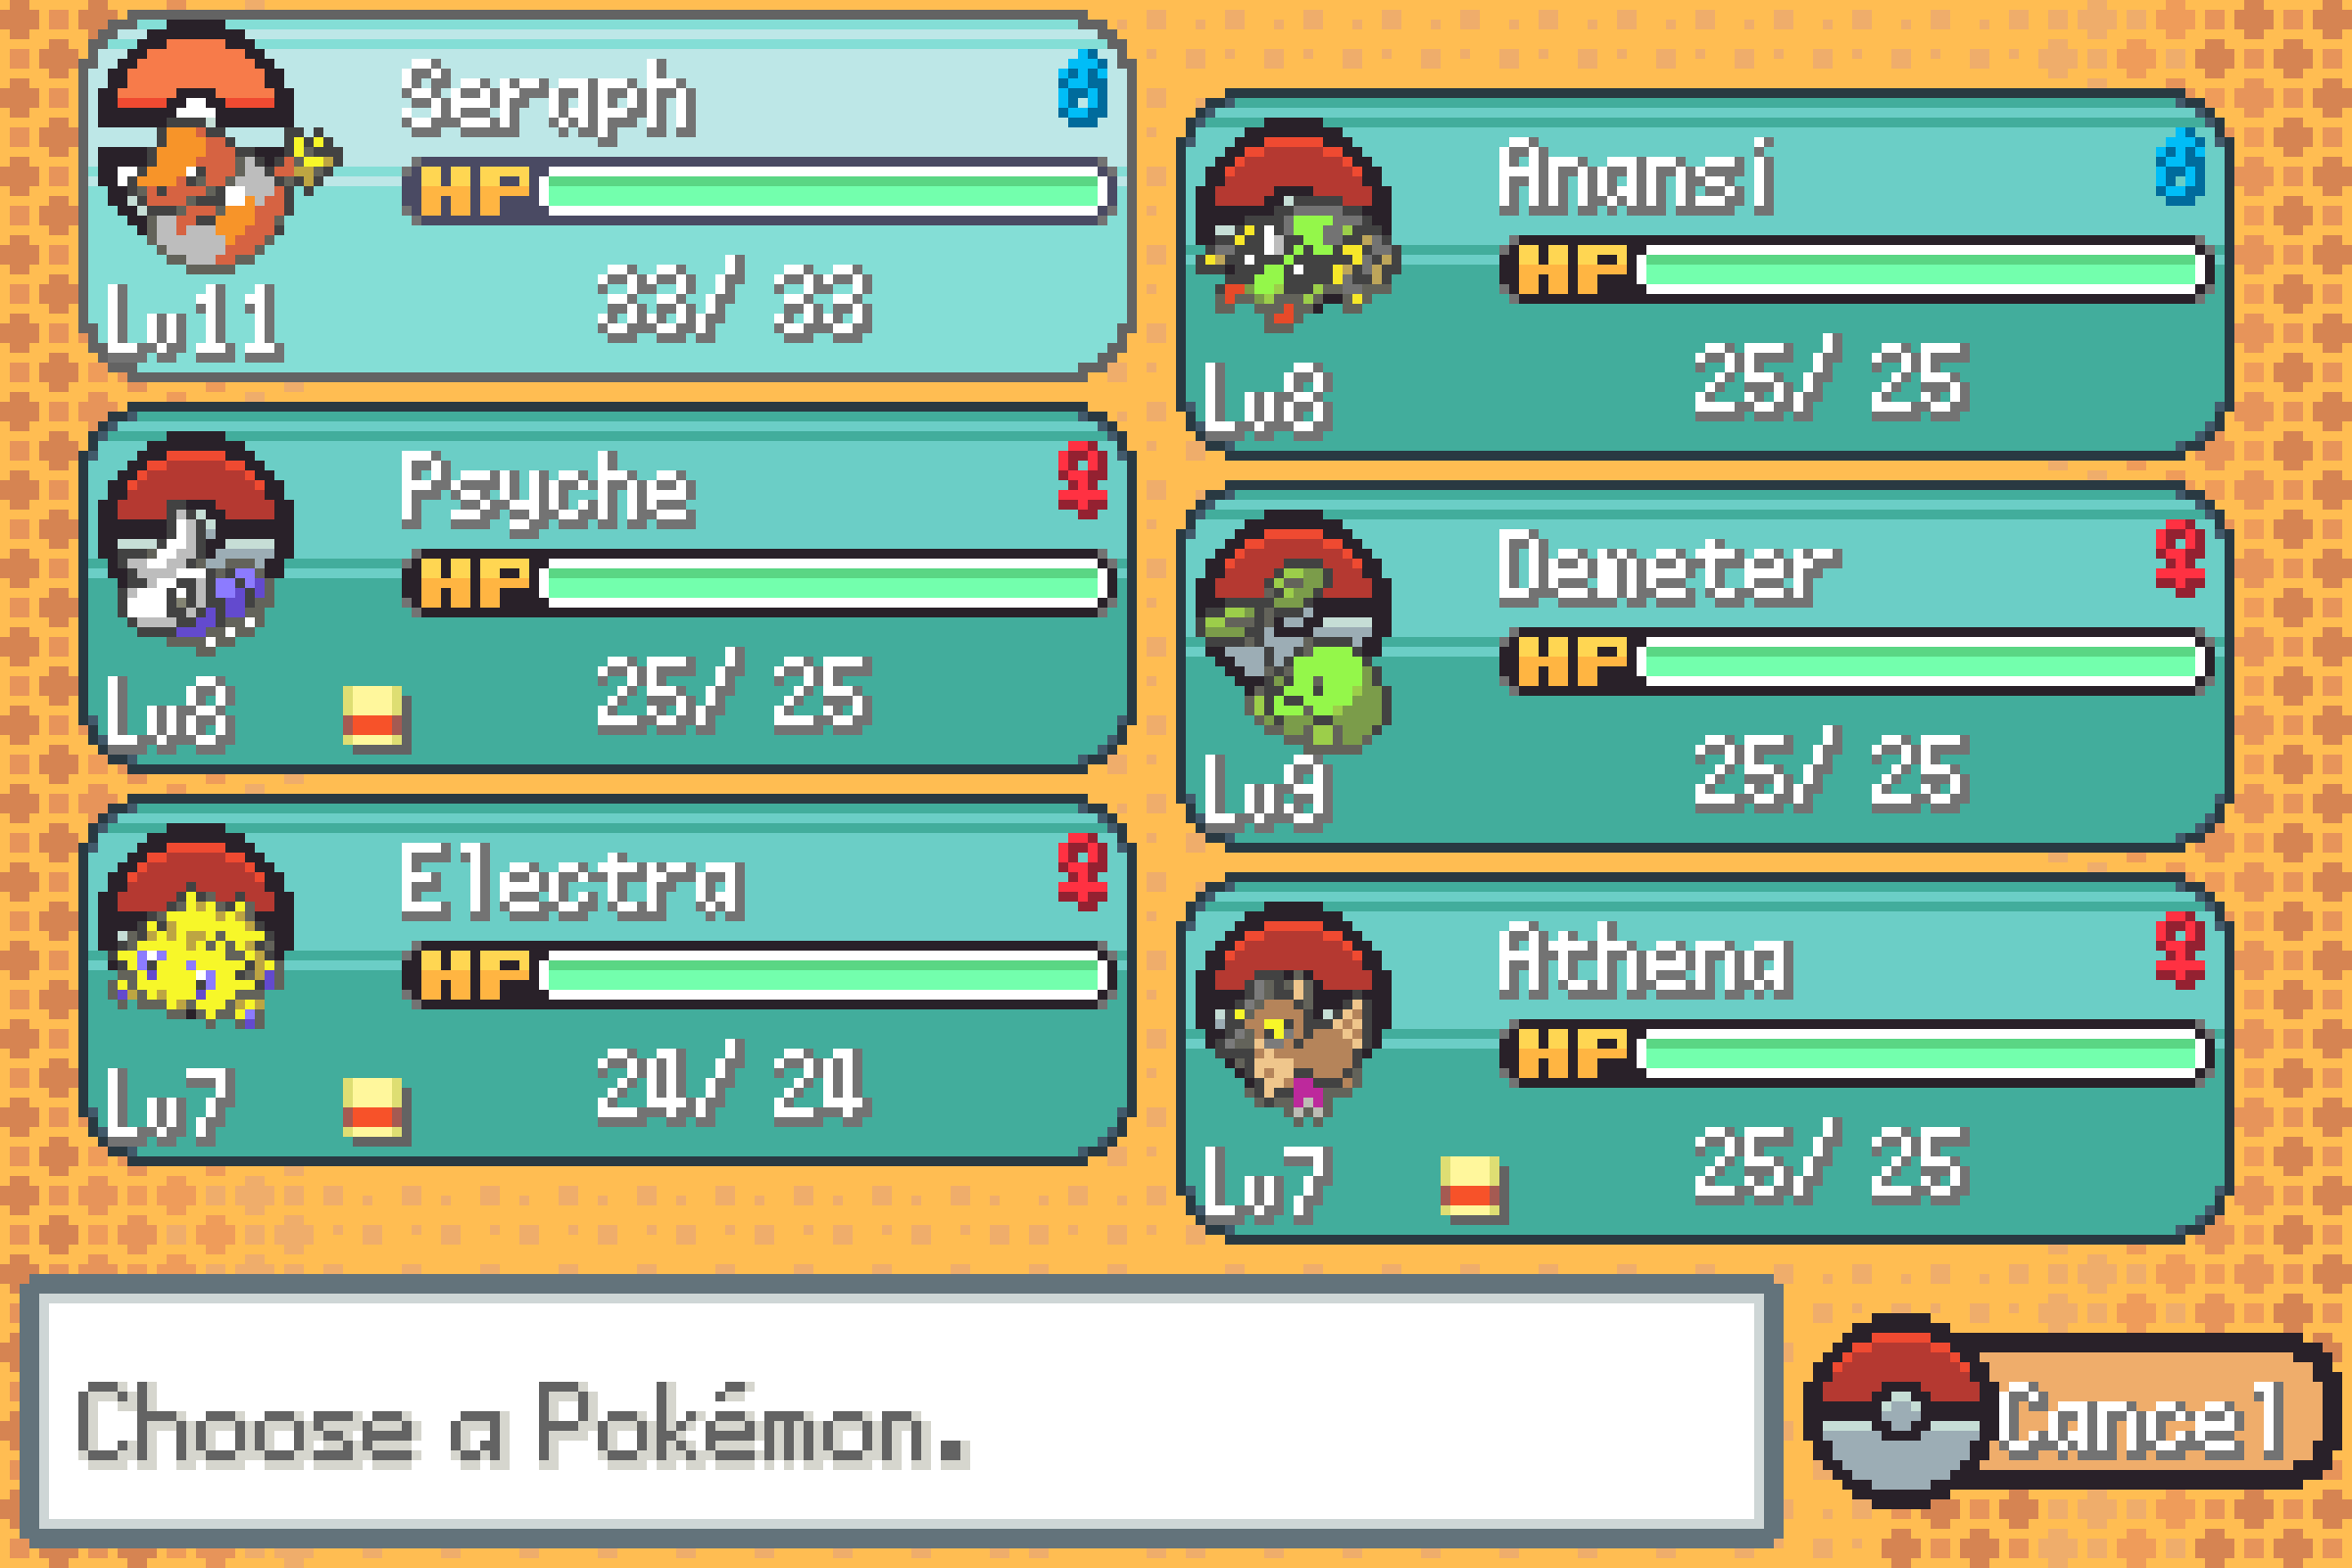 Seraph
HP
Lv11
33/ 33
Anansi
HP
Lv8
25/ 25
Psyche
HP
Lv8
25/ 25
Demeter
HP
Lv9
25/ 25
Electra
HP
Lv7
24/ 24
Athena
HP
Lv7
25/ 25
Choose a Pokémon.
Cancel